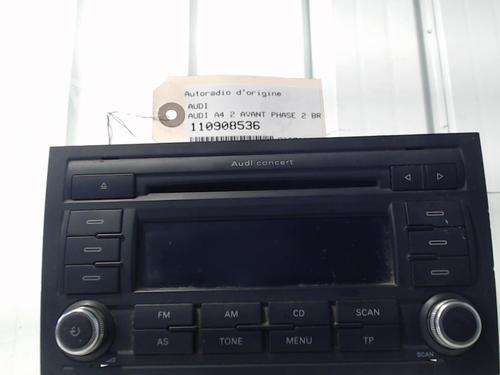 Autoradio d'origine
AUDI
AUDI A4 2 AVANT PHASE 2 BR
110908536
Audi concert
FM AM CD SCAN
AS TONE MENU TP
SCAN